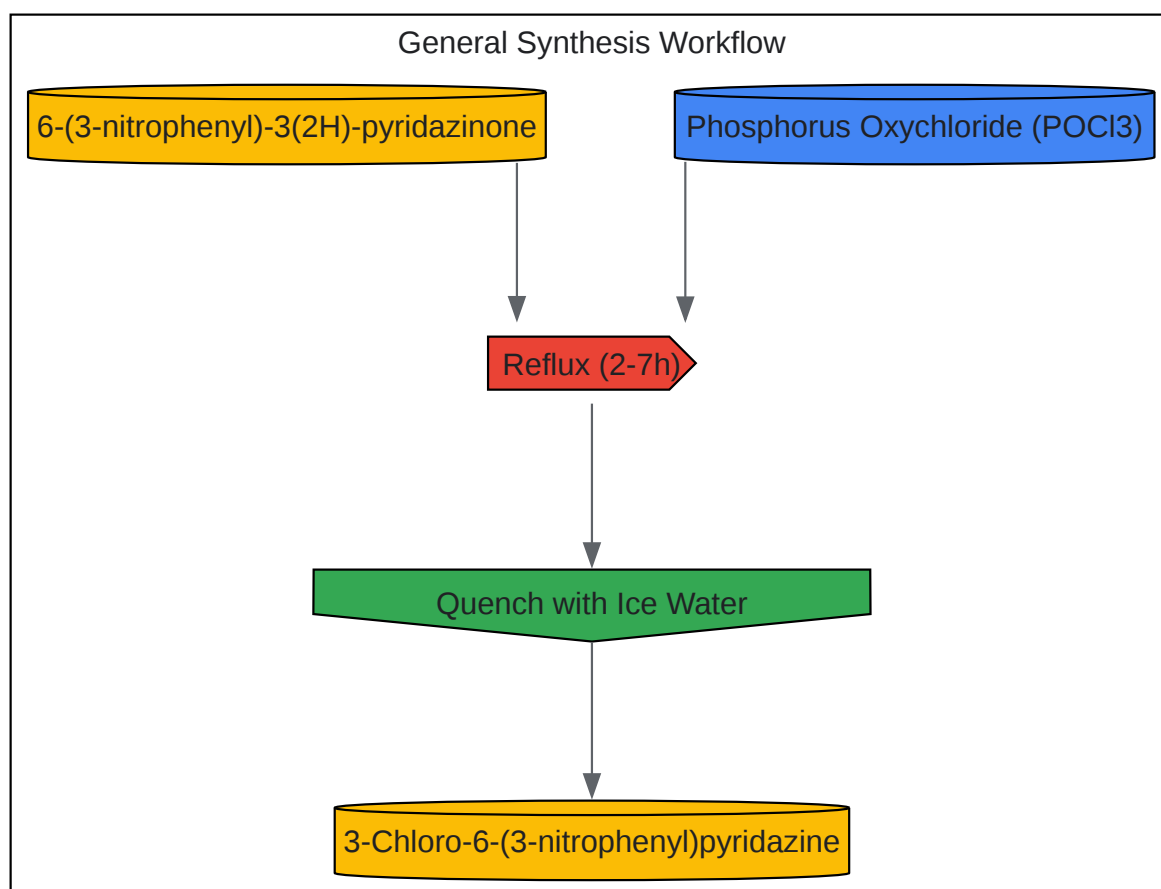 General Synthesis Workflow
6-(3-nitrophenyl)-3(2H)-pyridazinone
Phosphorus Oxychloride (POCl3)
Reflux (2-7h)
Quench with Ice Water
3-Chloro-6-(3-nitrophenyl)pyridazine